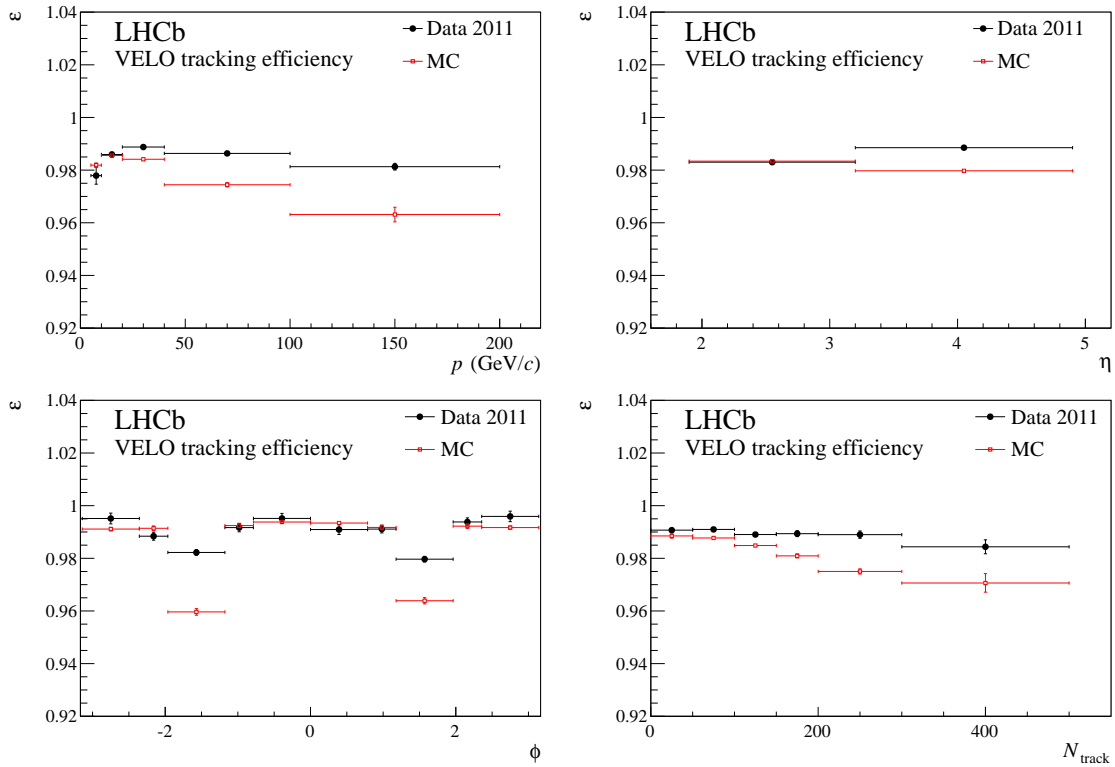 ε
1.04
LHCb
VELO tracking efficiency
Data 2011
MC
1.02
1
0.98
0.96
0.94
0.92
0 50 100 150 200
p (GeV/c)
ε
1.04
LHCb
VELO tracking efficiency
Data 2011
MC
1.02
1
0.98
0.96
0.94
0.92
2 3 4 5
η
ε
1.04
LHCb
VELO tracking efficiency
Data 2011
MC
1.02
1
0.98
0.96
0.94
0.92
-2 0 2
ϕ
ε
1.04
LHCb
VELO tracking efficiency
Data 2011
MC
1.02
1
0.98
0.96
0.94
0.92
0 200 400
N_track